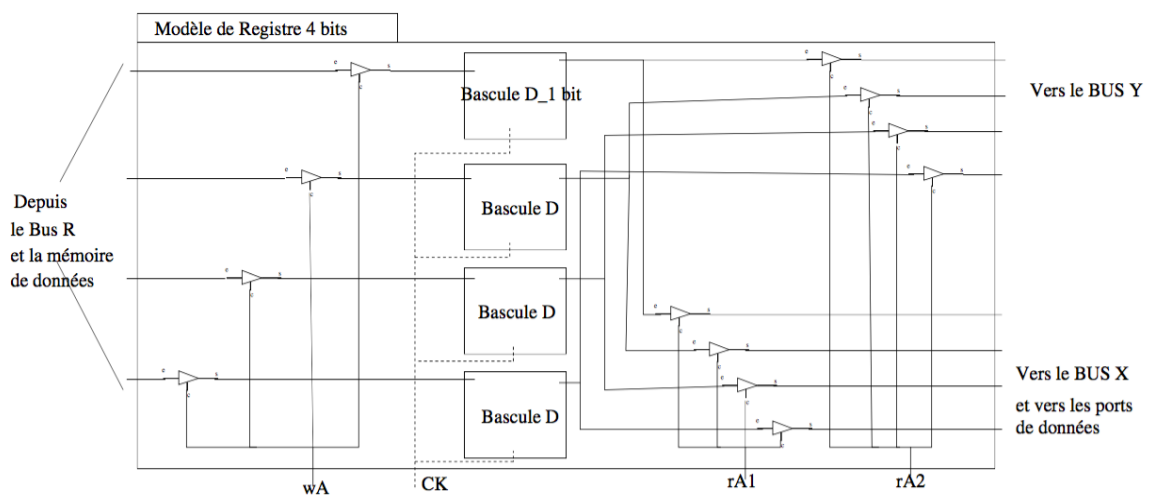 Modèle de Registre 4 bits
e s
c
Bascule D_1 bit
e s
c
Bascule D
e s
c
Bascule D
e s
c
Bascule D
Depuis
le Bus R
et la mémoire
de données
e s
c
e s
c
e s
c
e s
c
Vers le BUS Y
e s
c
e s
c
e s
c
e s
c
Vers le BUS X
et vers les ports
de données
wA
CK
rA1
rA2